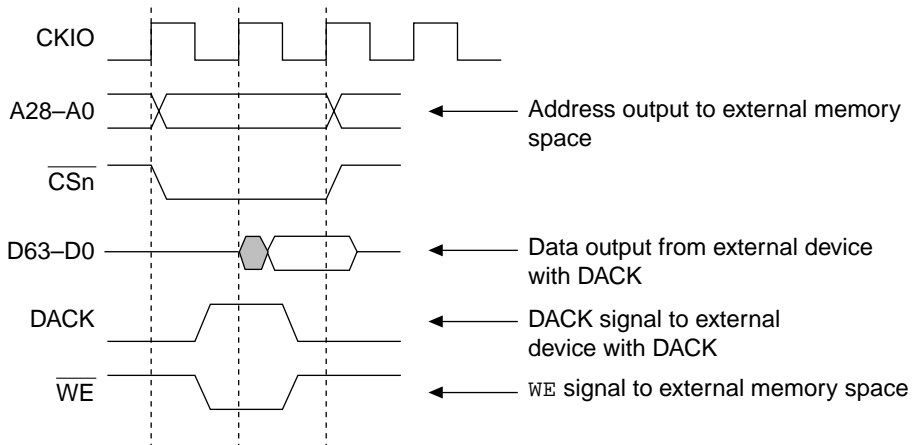 CKIO
A28–A0
Address output to external memory
space
CSn
D63–D0
Data output from external device
with DACK
DACK
DACK signal to external
device with DACK
WE
WE signal to external memory space